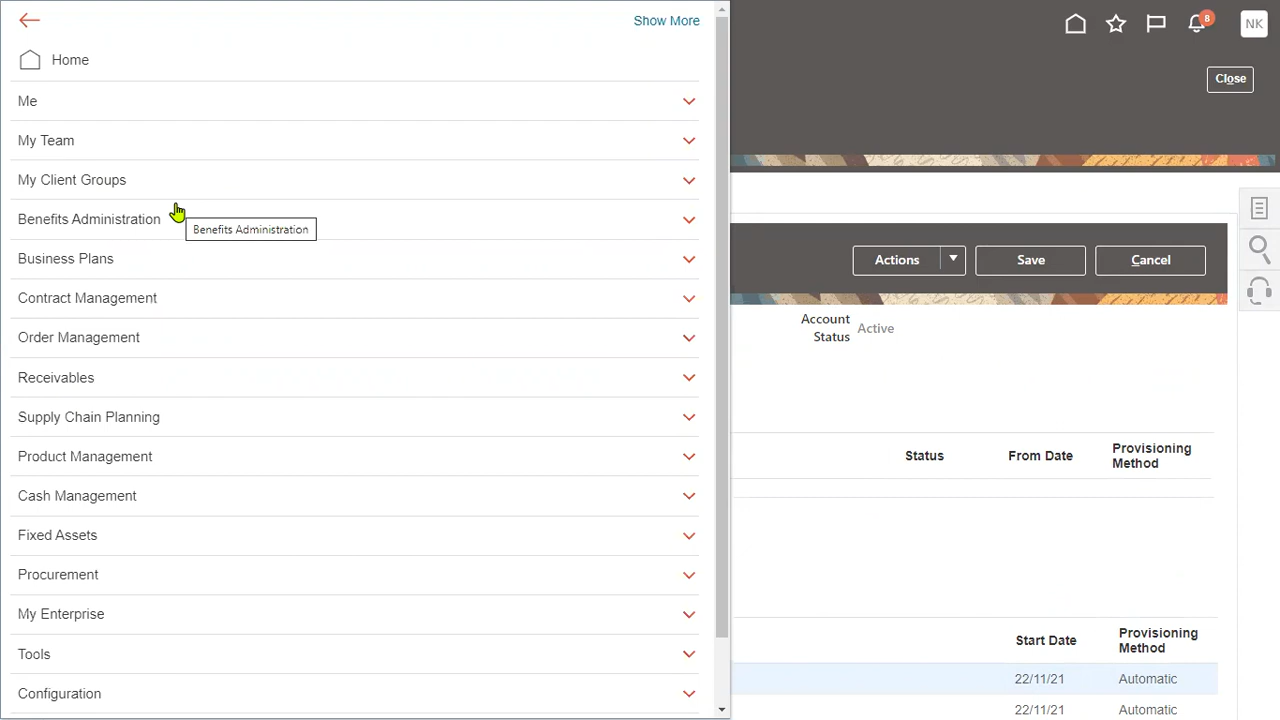 Show More
Home
Me
My Team
My Client Groups
Benefits Administration
Benefits Administration
Business Plans
Contract Management
Order Management
Receivables
Supply Chain Planning
Product Management
Cash Management
Fixed Assets
Procurement
My Enterprise
Tools
Configuration
8
NK
Close
Actions
Save
Cancel
Account
Status
Active
Status
From Date
Provisioning
Method
Start Date
Provisioning
Method
22/11/21
Automatic
22/11/21
Automatic